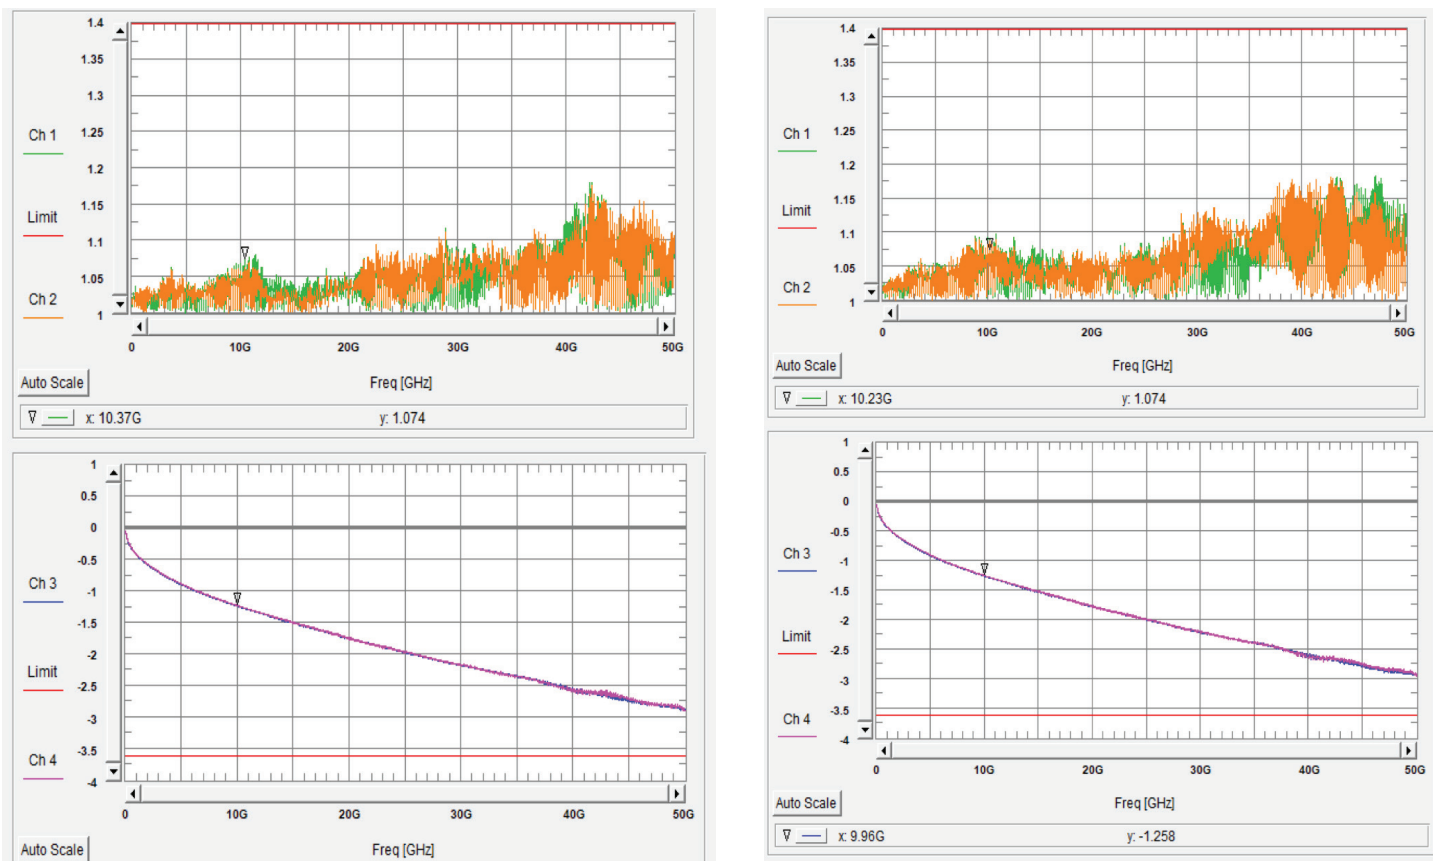 1.4
1.35
1.3
Ch 1
1.25
1.2
1.15
Limit
1.1
1.05
Ch 2
1
0 10G 20G 30G 40G 50G
Auto Scale
Freq [GHz]
x: 10.37G y: 1.074
1
0.5
0
-0.5
Ch 3
-1
-1.5
-2
Limit
-2.5
-3
-3.5
Ch 4
-4
0 10G 20G 30G 40G 50G
Auto Scale
Freq [GHz]
1.4
1.35
1.3
Ch 1
1.25
1.2
1.15
Limit
1.1
1.05
Ch 2
1
0 10G 20G 30G 40G 50G
Auto Scale
Freq [GHz]
x: 10.23G y: 1.074
1
0.5
0
-0.5
Ch 3
-1
-1.5
-2
Limit
-2.5
-3
-3.5
Ch 4
-4
0 10G 20G 30G 40G 50G
Auto Scale
Freq [GHz]
x: 9.96G y: -1.258